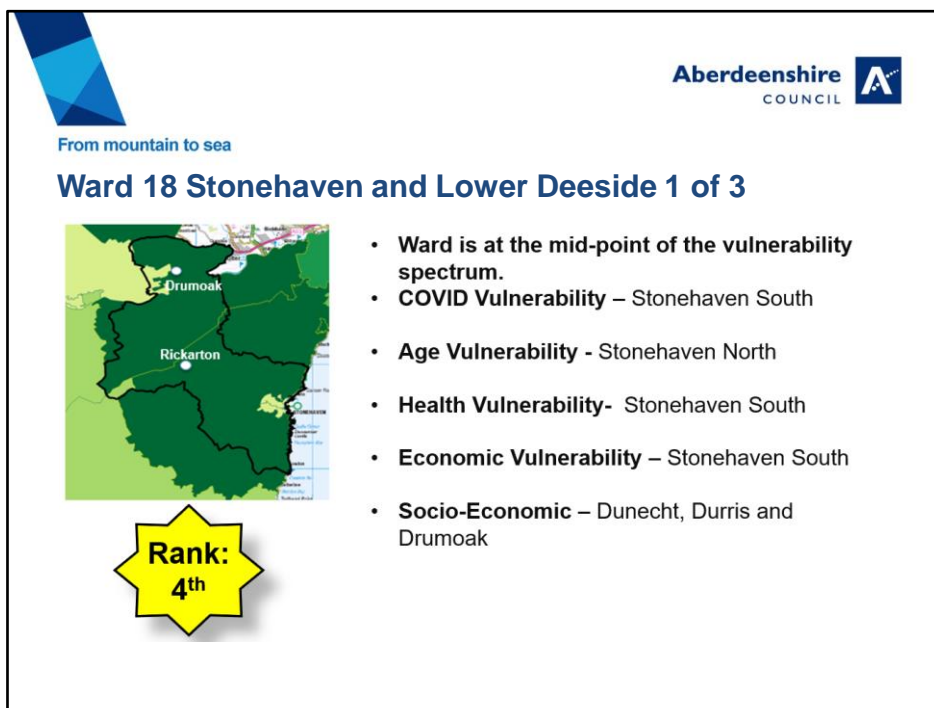 Aberdeenshire
COUNCIL
From mountain to sea
Ward 18 Stonehaven and Lower Deeside 1 of 3
Drumoak
Rickarton
STONEHAVEN
Rank:
4th
• Ward is at the mid-point of the vulnerability
spectrum.
• COVID Vulnerability – Stonehaven South
• Age Vulnerability - Stonehaven North
• Health Vulnerability- Stonehaven South
• Economic Vulnerability – Stonehaven South
• Socio-Economic – Dunecht, Durris and
Drumoak